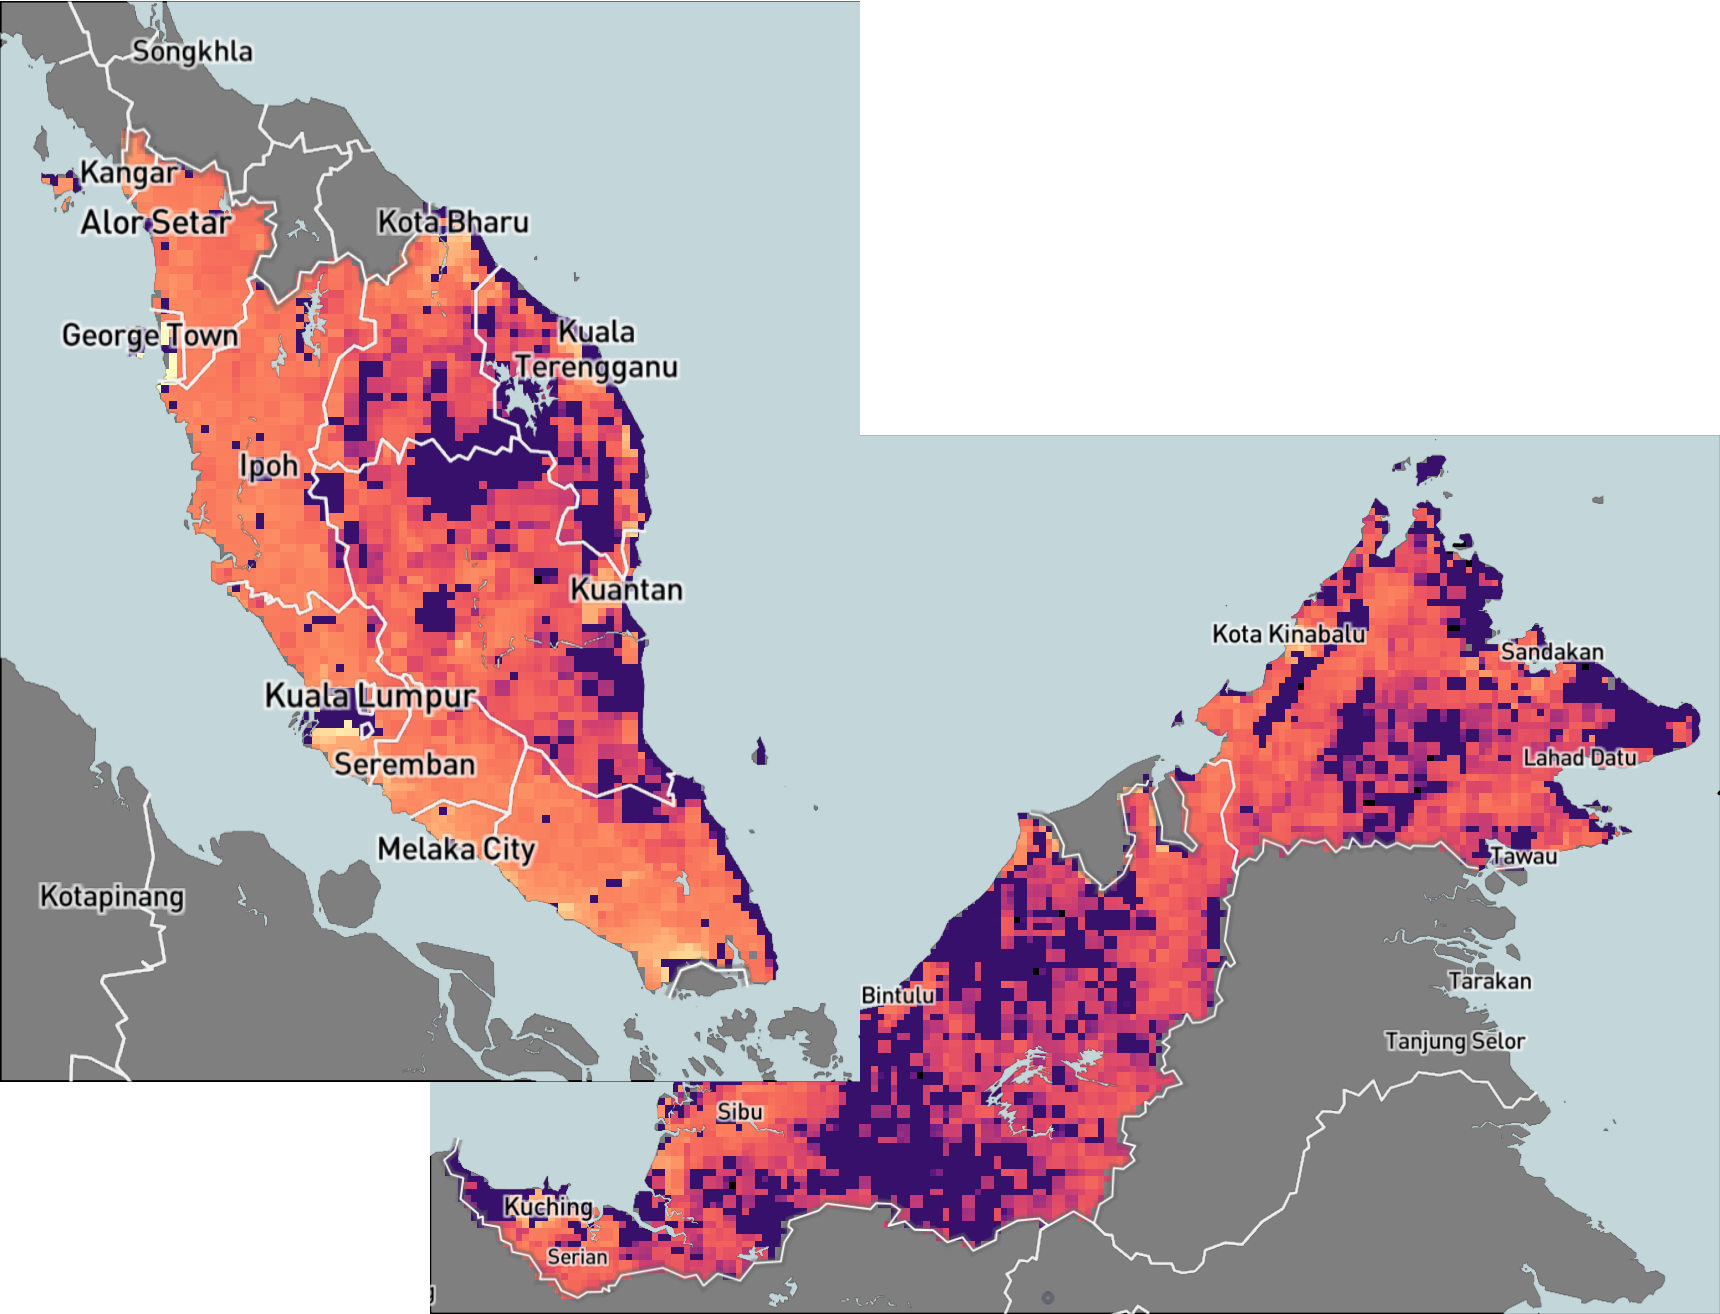 Songkhla
Kangar
Alor Setar
Kota Bharu
George Town
Kuala
Terengganu
Ipoh
Kuantan
Kuala Lumpur
Seremban
Melaka City
Kotapinang
Kota Kinabalu
Sandakan
Lahad Datu
Tawau
Tarakan
Bintulu
Tanjung Selor
Sibu
Kuching
Serian